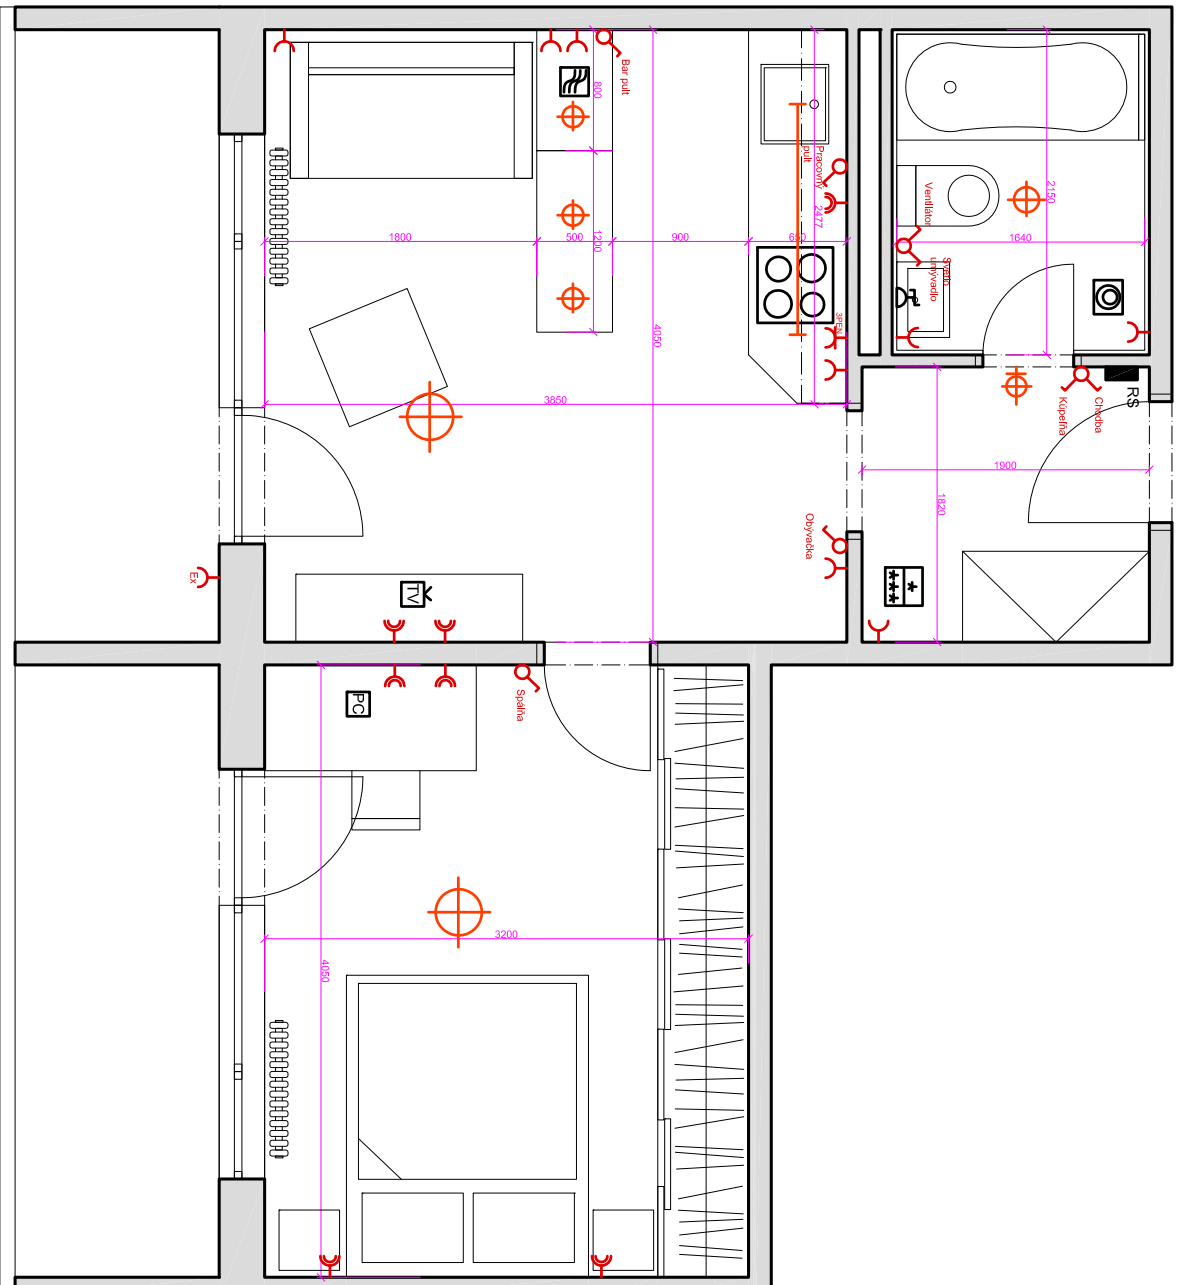 Bar pult
800
Pracovný
pult
2477
2150
Ventilátor
1800
500
1200
900
650
1640
Svetlo
umývadlo
3PEN
4050
3850
RS
Chodba
Kúpeľňa
1900
1820
Obývačka
Ex
TV
PC
Spálňa
3200
4050